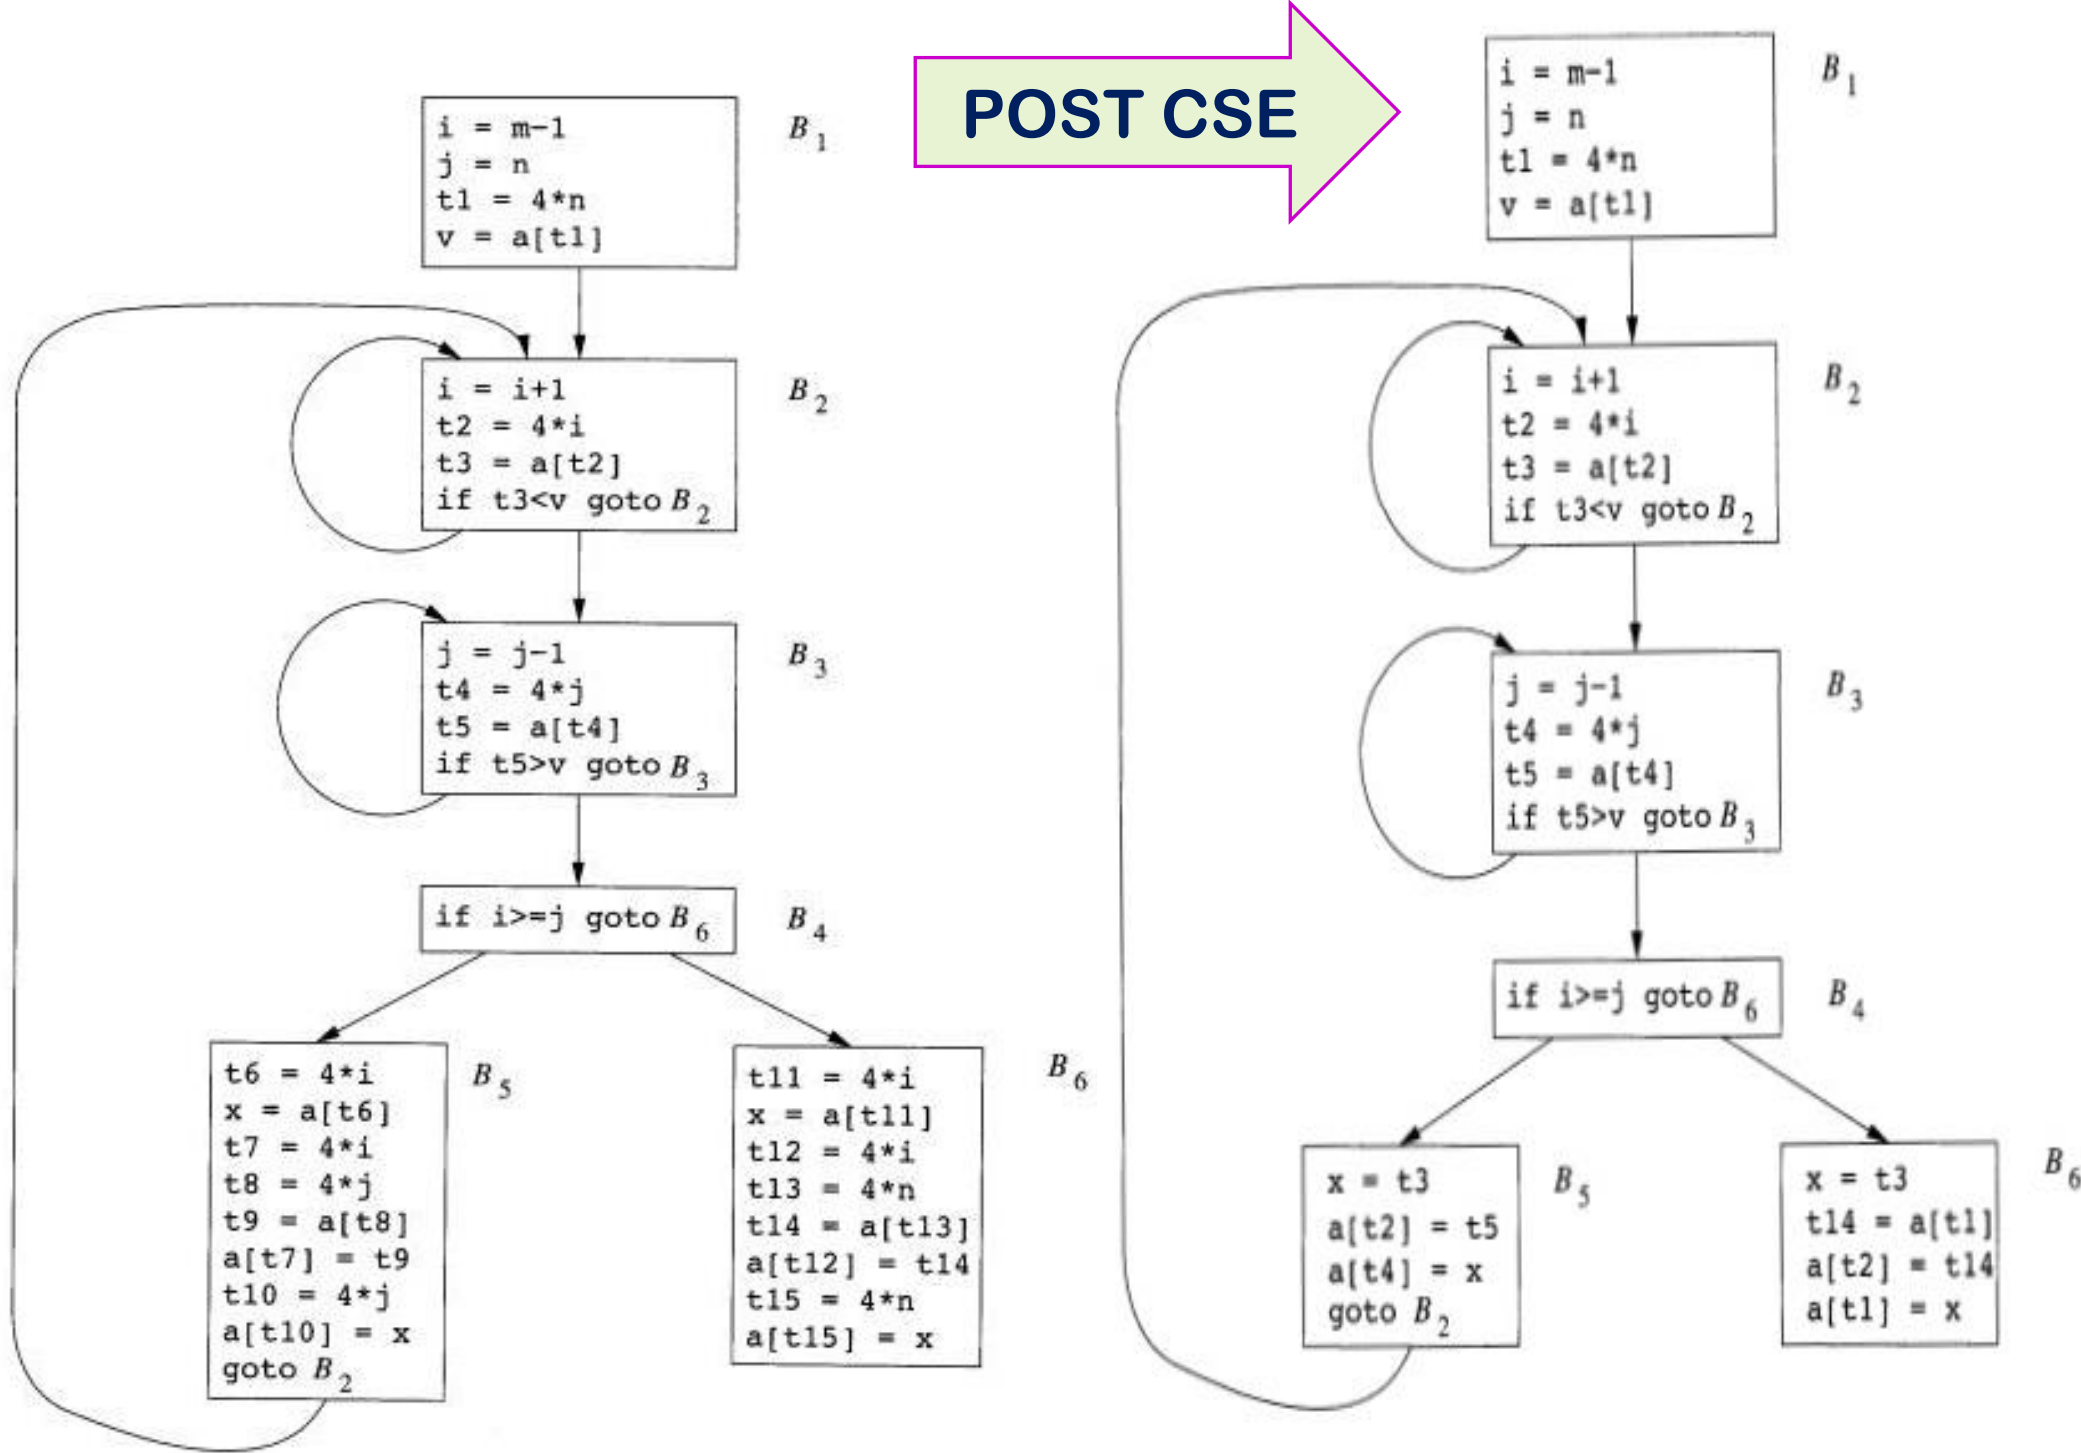 POST CSE
i = m-1
j = n
t1 = 4*n
v = a[t1]
B1
i = i+1
t2 = 4*i
t3 = a[t2]
if t3<v goto B2
B2
j = j-1
t4 = 4*j
t5 = a[t4]
if t5>v goto B3
B3
if i>=j goto B6
B4
t6 = 4*i
x = a[t6]
t7 = 4*i
t8 = 4*j
t9 = a[t8]
a[t7] = t9
t10 = 4*j
a[t10] = x
goto B2
B5
t11 = 4*i
x = a[t11]
t12 = 4*i
t13 = 4*n
t14 = a[t13]
a[t12] = t14
t15 = 4*n
a[t15] = x
B6
i = m-1
j = n
t1 = 4*n
v = a[t1]
B1
i = i+1
t2 = 4*i
t3 = a[t2]
if t3<v goto B2
B2
j = j-1
t4 = 4*j
t5 = a[t4]
if t5>v goto B3
B3
if i>=j goto B6
B4
x = t3
a[t2] = t5
a[t4] = x
goto B2
B5
x = t3
t14 = a[t1]
a[t2] = t14
a[t1] = x
B6